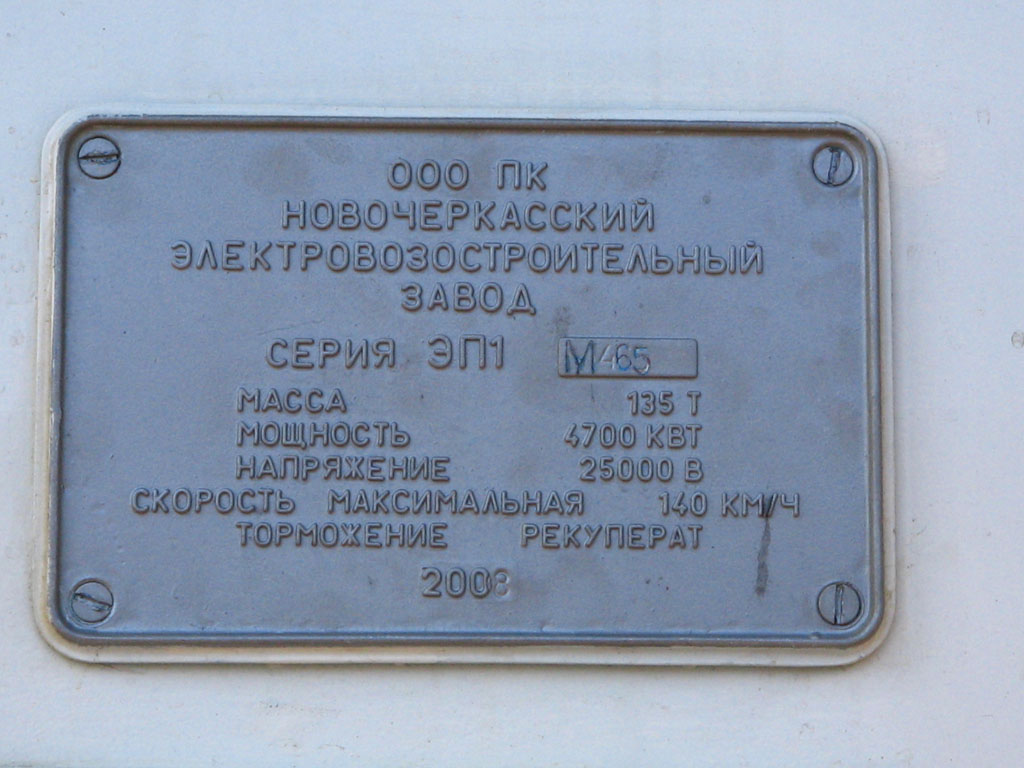 ООО ПК
НОВОЧЕРКАССКИЙ
ЭЛЕКТРОВОЗОСТРОИТЕЛЬНЫЙ
ЗАВОД
СЕРИЯ ЭП1 М465
МАССА 135 Т
МОЩНОСТЬ 4700 КВТ
НАПРЯЖЕНИЕ 25000 В
СКОРОСТЬ МАКСИМАЛЬНАЯ 140 КМ/Ч
ТОРМОЖЕНИЕ РЕКУПЕРАТ
2008